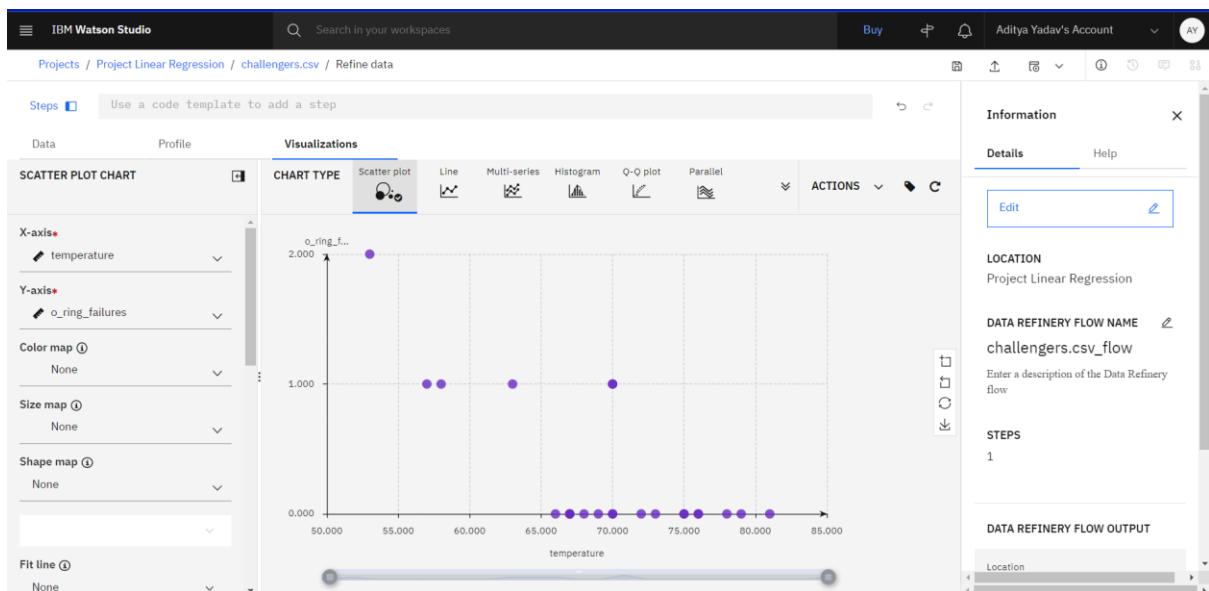 IBM Watson Studio
Search in your workspaces
Buy
Aditya Yadav's Account
AY
Projects / Project Linear Regression / challengers.csv / Refine data
Steps
Use a code template to add a step
Data Profile Visualizations
SCATTER PLOT CHART
X-axis*
temperature
Y-axis*
o_ring_failures
Color map
None
Size map
None
Shape map
None
Fit line
None
CHART TYPE
Scatter plot
Line
Multi-series
Histogram
Q-Q plot
Parallel
ACTIONS
o_ring_f...
2.000
1.000
0.000
50.000 55.000 60.000 65.000 70.000 75.000 80.000 85.000
temperature
Information
Details Help
Edit
LOCATION
Project Linear Regression
DATA REFINERY FLOW NAME
challengers.csv_flow
Enter a description of the Data Refinery
flow
STEPS
1
DATA REFINERY FLOW OUTPUT
Location